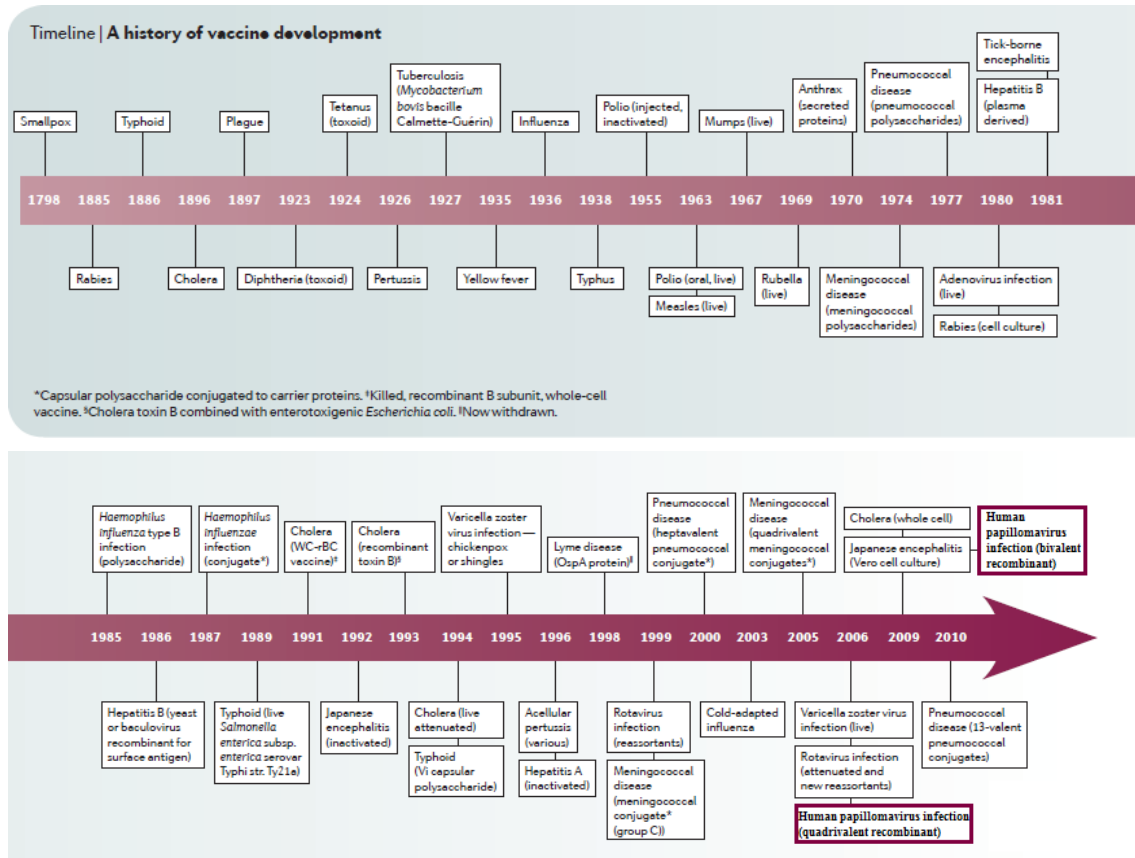 Timeline | A history of vaccine development
Smallpox
Typhoid
Plague
Tetanus
(toxoid)
Tuberculosis
(Mycobacterium
bovis bacille
Calmette-Guérin)
Influenza
Polio (injected,
inactivated)
Mumps (live)
Anthrax
(secreted
proteins)
Pneumococcal
disease
(pneumococcal
polysaccharides)
Tick-borne
encephalitis
Hepatitis B
(plasma
derived)
1798 1885 1886 1896 1897 1923 1924 1926 1927 1935 1936 1938 1955 1963 1967 1969 1970 1974 1977 1980 1981
Rabies
Cholera
Diphtheria (toxoid)
Pertussis
Yellow fever
Typhus
Polio (oral, live)
Measles (live)
Rubella
(live)
Meningococcal
disease
(meningococcal
polysaccharides)
Adenovirus infection
(live)
Rabies (cell culture)
*Capsular polysaccharide conjugated to carrier proteins. ‡Killed, recombinant B subunit, whole-cell
vaccine. §Cholera toxin B combined with enterotoxigenic Escherichia coli. ||Now withdrawn.
Haemophilus
influenza type B
infection
(polysaccharide)
Haemophilus
influenzae
infection
(conjugate*)
Cholera
(WC-rBC
vaccine)‡
Cholera
(recombinant
toxin B)§
Varicella zoster
virus infection —
chickenpox
or shingles
Lyme disease
(OspA protein)||
Pneumococcal
disease
(heptavalent
pneumococcal
conjugate*)
Meningococcal
disease
(quadrivalent
meningococcal
conjugates*)
Cholera (whole cell)
Japanese encephalitis
(Vero cell culture)
Human
papillomavirus
infection (bivalent
recombinant)
1985 1986 1987 1989 1991 1992 1993 1994 1995 1996 1998 1999 2000 2003 2005 2006 2009 2010
Hepatitis B (yeast
or baculovirus
recombinant for
surface antigen)
Typhoid (live
Salmonella
enterica subsp.
enterica serovar
Typhi str. Ty21a)
Japanese
encephalitis
(inactivated)
Cholera (live
attenuated)
Typhoid
(Vi capsular
polysaccharide)
Acellular
pertussis
(various)
Hepatitis A
(inactivated)
Rotavirus
infection
(reassortants)
Meningococcal
disease
(meningococcal
conjugate*
(group C))
Cold-adapted
influenza
Varicella zoster virus
infection (live)
Rotavirus infection
(attenuated and
new reassortants)
Human papillomavirus infection
(quadrivalent recombinant)
Pneumococcal
disease (13-valent
pneumococcal
conjugates)